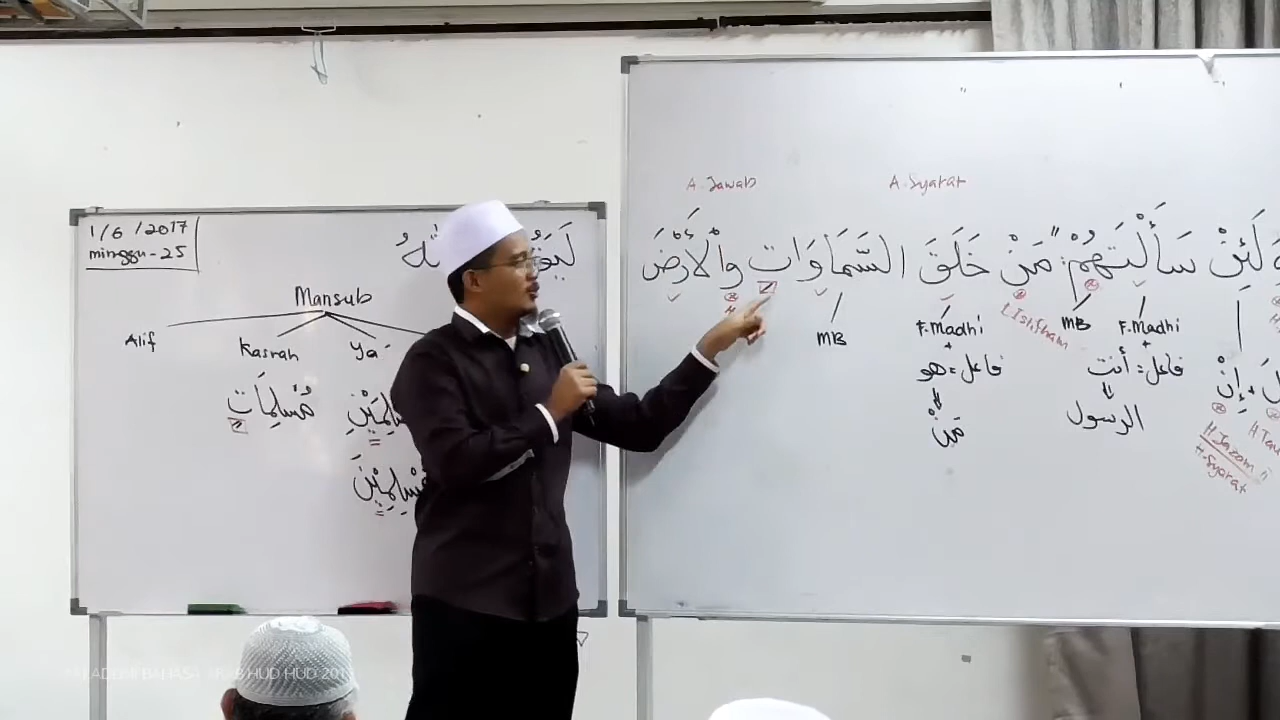 1/6/2017
minggu - 25
Mansub
Alif
Kasrah
Ya
مُسْلِمَاتِ
A. Jawab
A. Syarat
لَئِنْ سَأَلْتَهُمْ: "مَنْ خَلَقَ السَّمَاوَاتِ وَالْأَرْضَ
MB
F. Madhi
I. Istifham
MB
F. Madhi
+
+
فاعل: هو
فاعل: أنت
مَنْ
الرسول
+ إِنْ
H. Jazom
H. Syarat